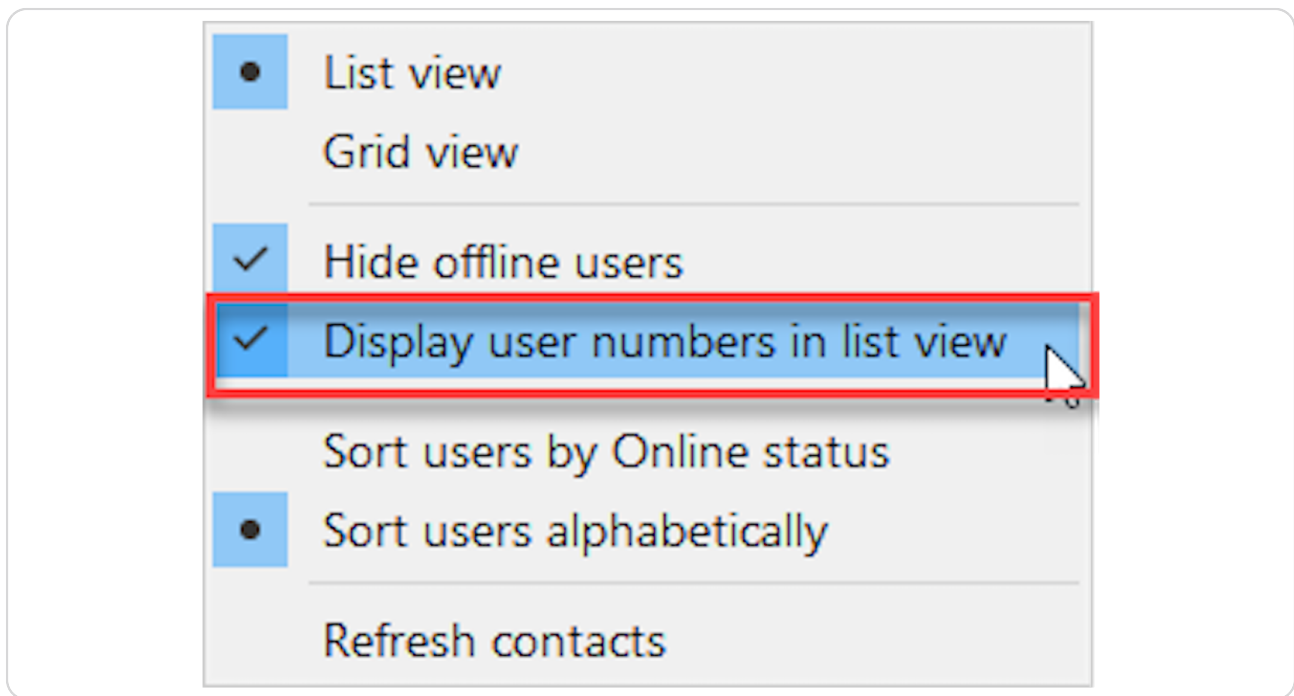 List view
Grid view
Hide offline users
Display user numbers in list view
Sort users by Online status
Sort users alphabetically
Refresh contacts